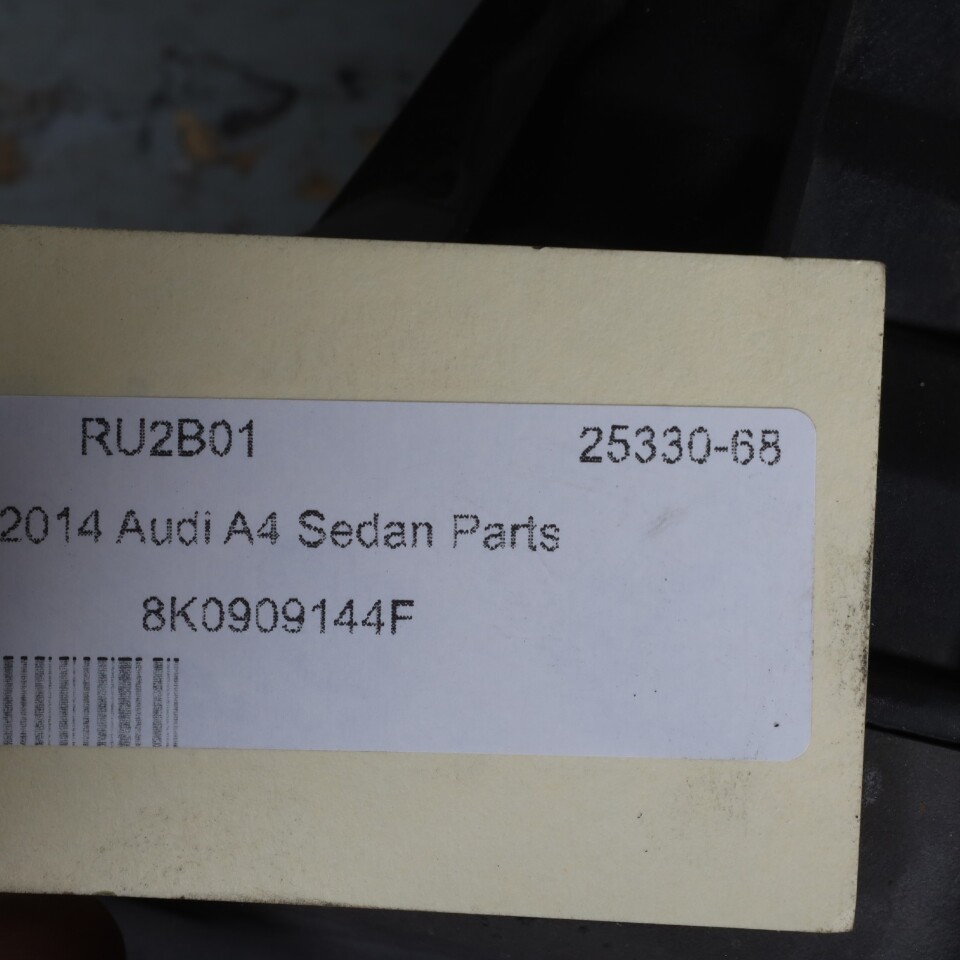 RU2B01 25330-68
2014 Audi A4 Sedan Parts
8K0909144F